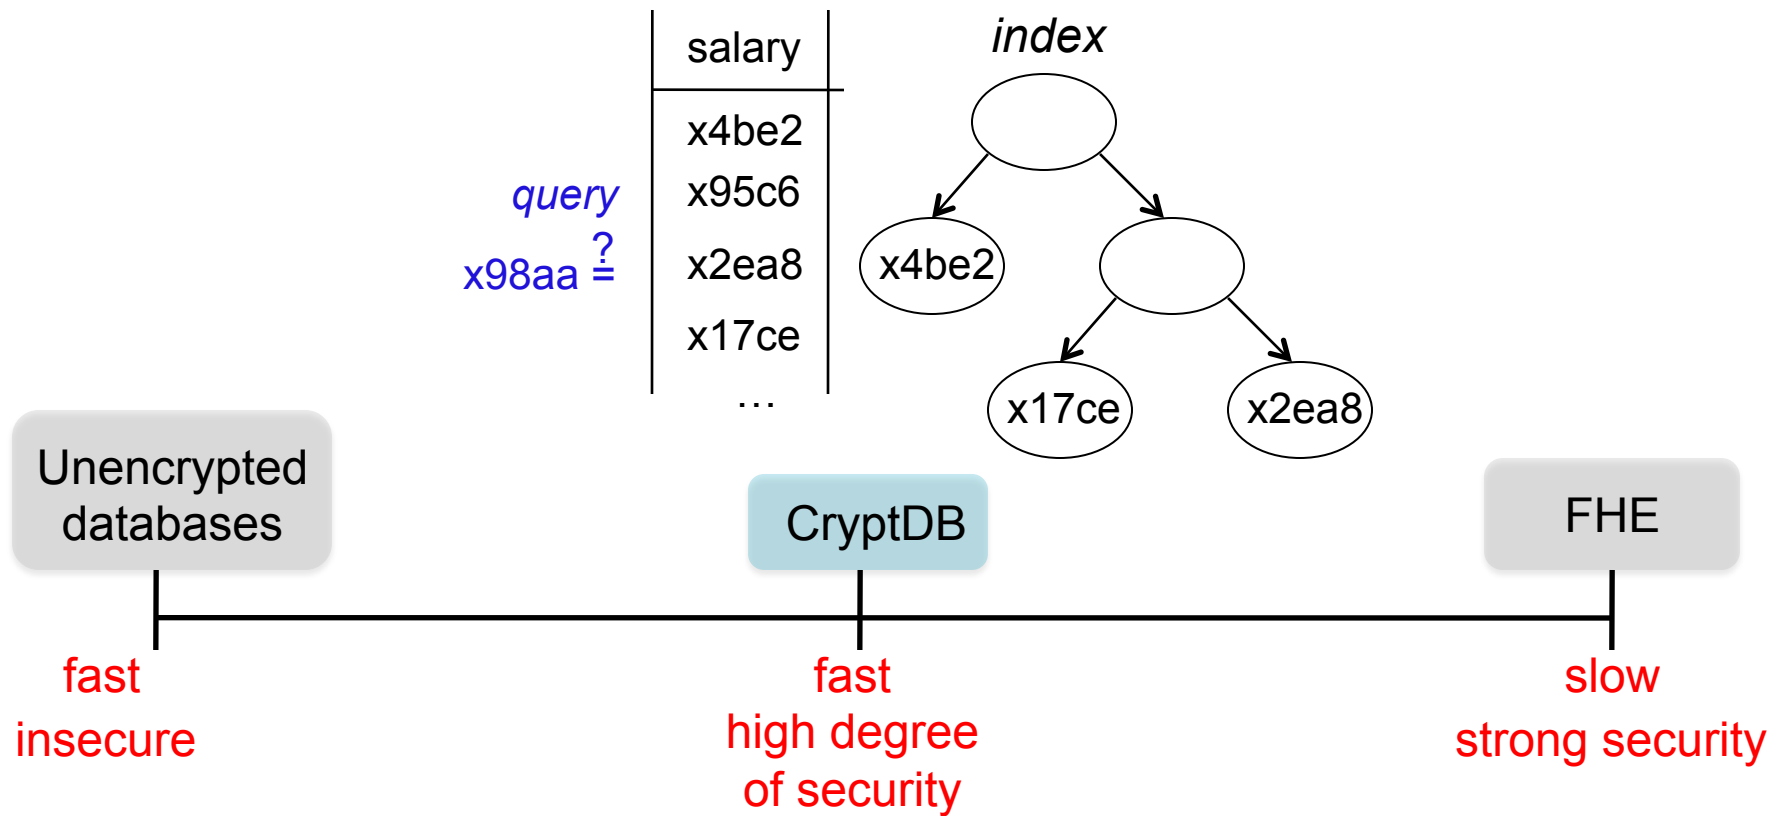 salary
x4be2
x95c6
x2ea8
x17ce
…
query
x98aa =
?
index
x4be2
x17ce
x2ea8
Unencrypted
databases
CryptDB
FHE
fast
insecure
fast
high degree
of security
slow
strong security